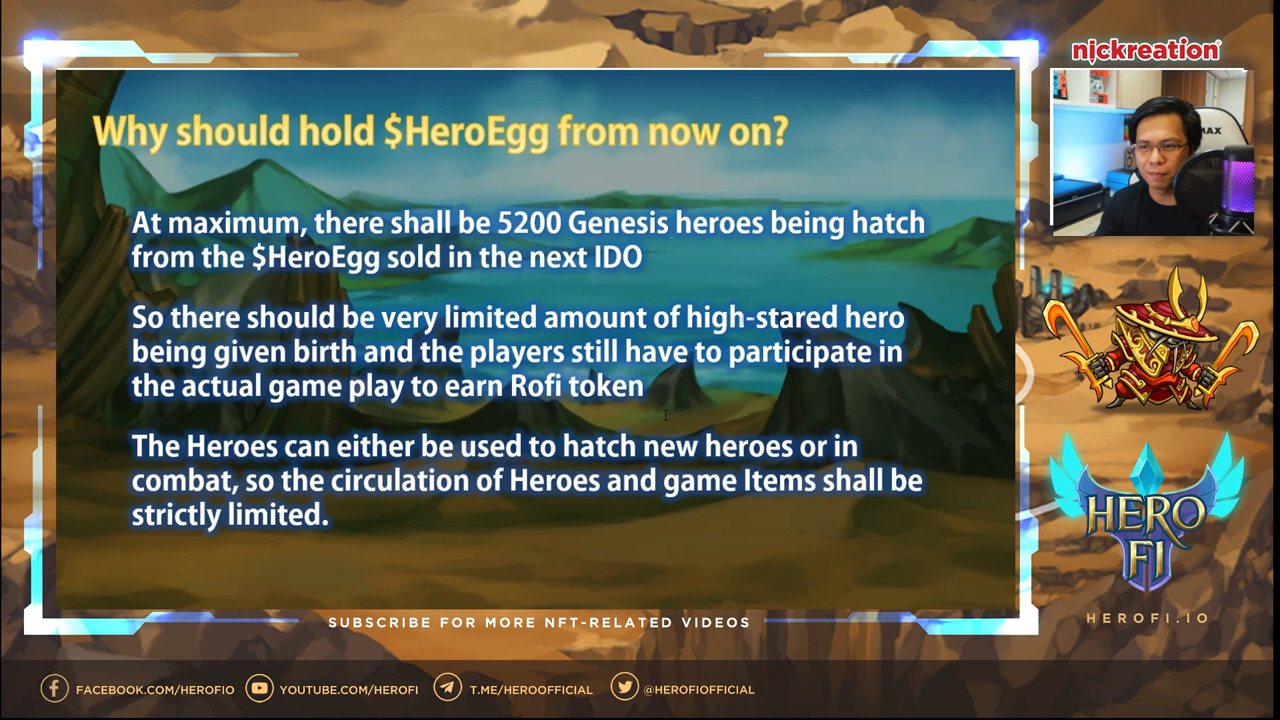 njckreation
Why should hold $HeroEgg from now on?
MAX
At maximum, there shall be 5200 Genesis heroes being hatch
from the $HeroEgg sold in the next IDO
So there should be very limited amount of high-stared hero
being given birth and the players still have to participate in
the actual game play to earn Rofi token
The Heroes can either be used to hatch new heroes or in
combat, so the circulation of Heroes and game Items shall be
strictly limited.
HERO
FI
HEROFI.IO
SUBSCRIBE FOR MORE NFT-RELATED VIDEOS
FACEBOOK.COM/HEROFIO
YOUTUBE.COM/HEROFI
T.ME/HEROOFFICIAL
@HEROFIOFFICIAL